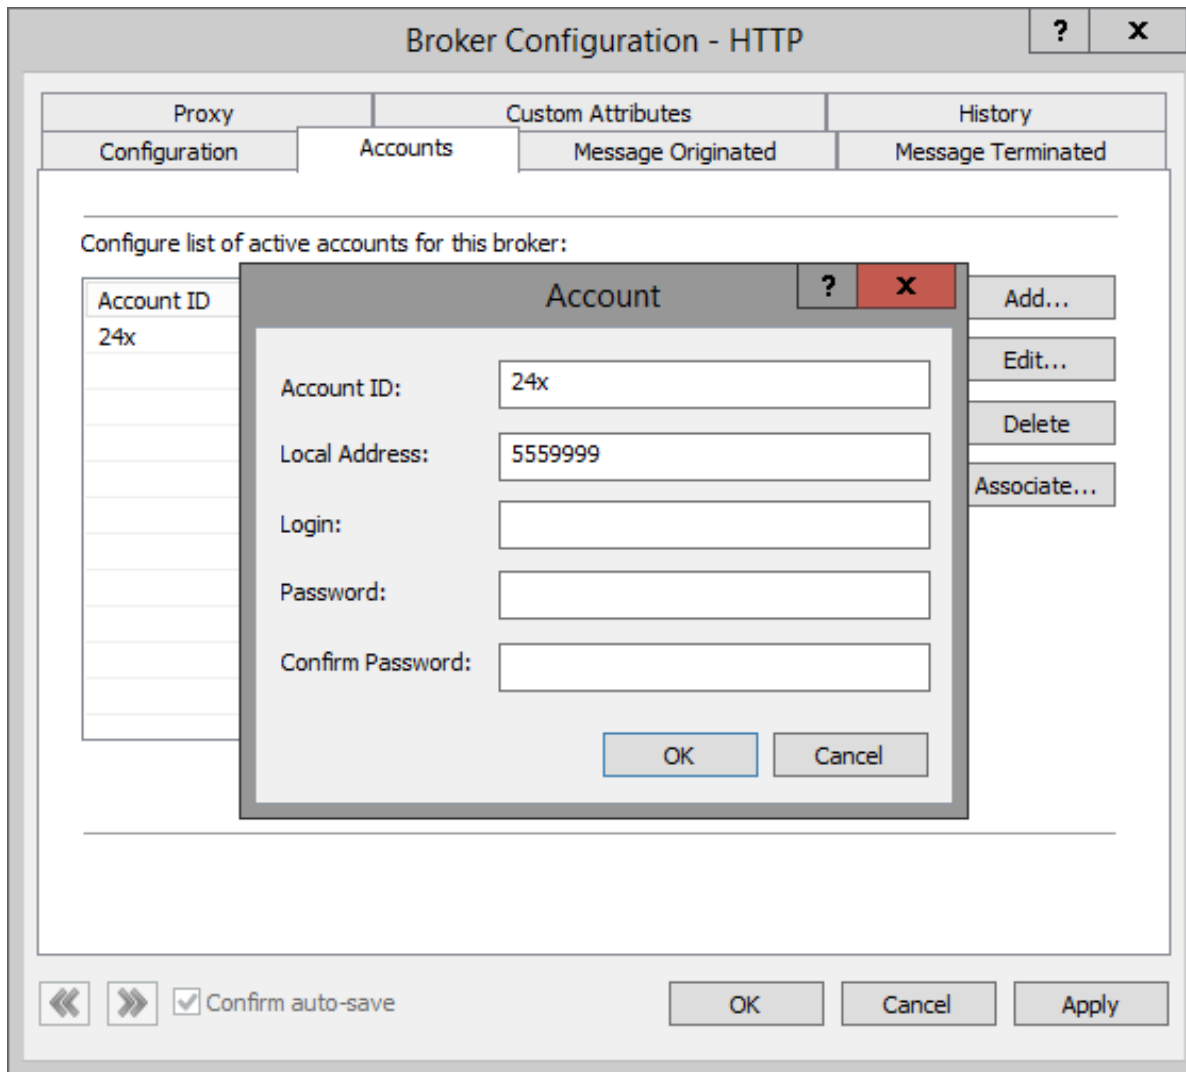 Broker Configuration - HTTP
? x
Proxy Custom Attributes History
Configuration Accounts Message Originated Message Terminated
Configure list of active accounts for this broker:
Account ID
24x
Add...
Edit...
Delete
Associate...
Account
? x
Account ID: 24x
Local Address: 5559999
Login:
Password:
Confirm Password:
OK Cancel
Confirm auto-save
OK Cancel Apply